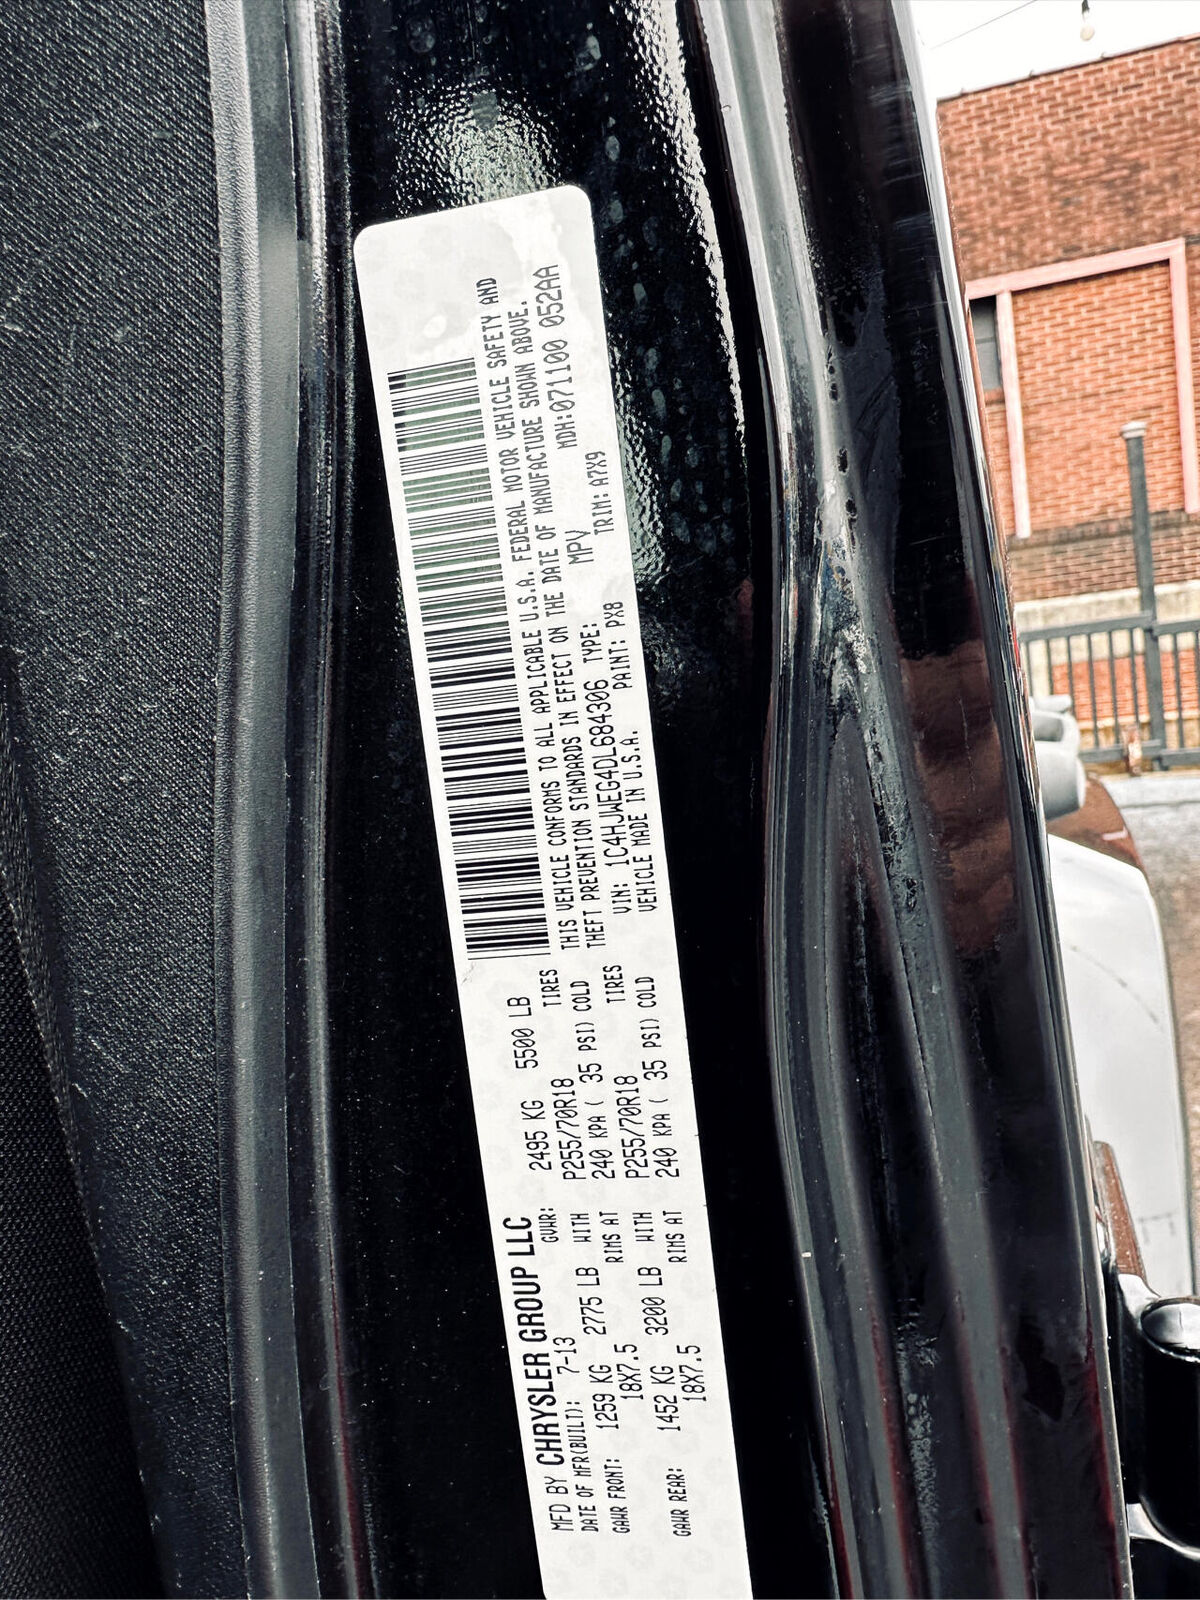 MFD BY CHRYSLER GROUP LLC
DATE OF MFR(BUILT): 7-13 GVWR: 2495 KG 5500 LB
GAWR FRONT: 1259 KG 2775 LB WITH P255/70R18 TIRES
18X7.5 RIMS AT 240 KPA ( 35 PSI) COLD
GAWR REAR: 1452 KG 3200 LB WITH P255/70R18 TIRES
18X7.5 RIMS AT 240 KPA ( 35 PSI) COLD
THIS VEHICLE CONFORMS TO ALL APPLICABLE U.S.A. FEDERAL MOTOR VEHICLE SAFETY AND
THEFT PREVENTION STANDARDS IN EFFECT ON THE DATE OF MANUFACTURE SHOWN ABOVE.
VIN: 1C4HJWEG4DL684306 TYPE: MPV MDH:071100 052AA
VEHICLE MADE IN U.S.A. PAINT: PX8 TRIM: A7X9